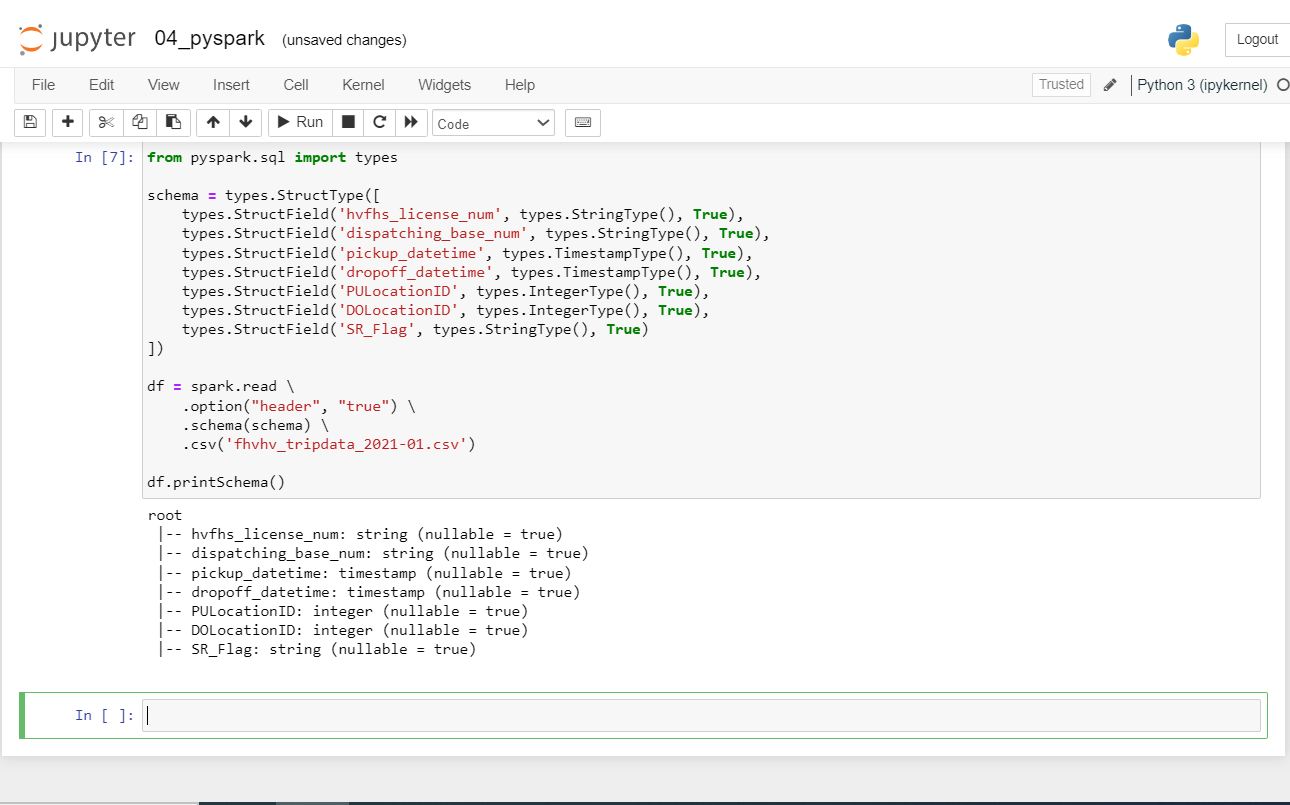 jupyter 04_pyspark (unsaved changes) Logout
File Edit View Insert Cell Kernel Widgets Help Trusted Python 3 (ipykernel)
Run Code
In [7]: from pyspark.sql import types
schema = types.StructType([
    types.StructField('hvfhs_license_num', types.StringType(), True),
    types.StructField('dispatching_base_num', types.StringType(), True),
    types.StructField('pickup_datetime', types.TimestampType(), True),
    types.StructField('dropoff_datetime', types.TimestampType(), True),
    types.StructField('PULocationID', types.IntegerType(), True),
    types.StructField('DOLocationID', types.IntegerType(), True),
    types.StructField('SR_Flag', types.StringType(), True)
])
df = spark.read \
    .option("header", "true") \
    .schema(schema) \
    .csv('fhvhv_tripdata_2021-01.csv')
df.printSchema()
root
 |-- hvfhs_license_num: string (nullable = true)
 |-- dispatching_base_num: string (nullable = true)
 |-- pickup_datetime: timestamp (nullable = true)
 |-- dropoff_datetime: timestamp (nullable = true)
 |-- PULocationID: integer (nullable = true)
 |-- DOLocationID: integer (nullable = true)
 |-- SR_Flag: string (nullable = true)
In [ ]: